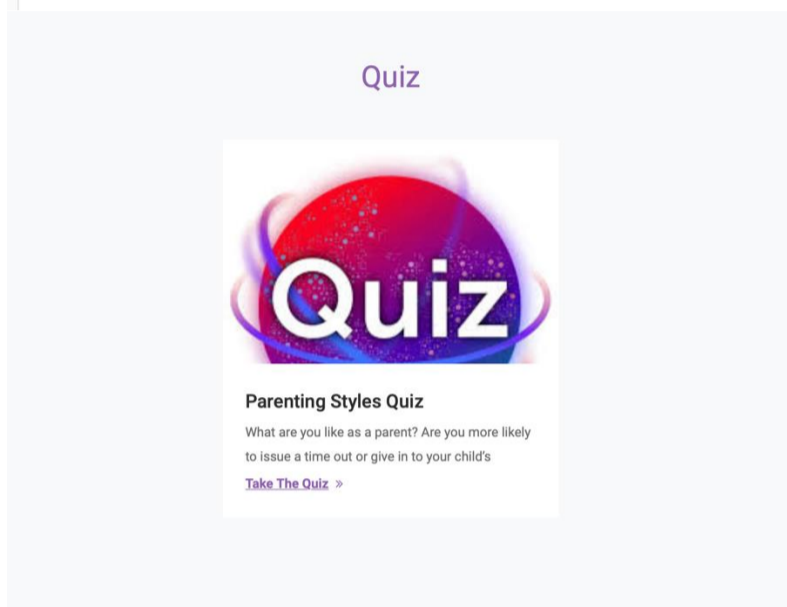 Quiz
Quiz
Parenting Styles Quiz
What are you like as a parent? Are you more likely
to issue a time out or give in to your child's
Take The Quiz »